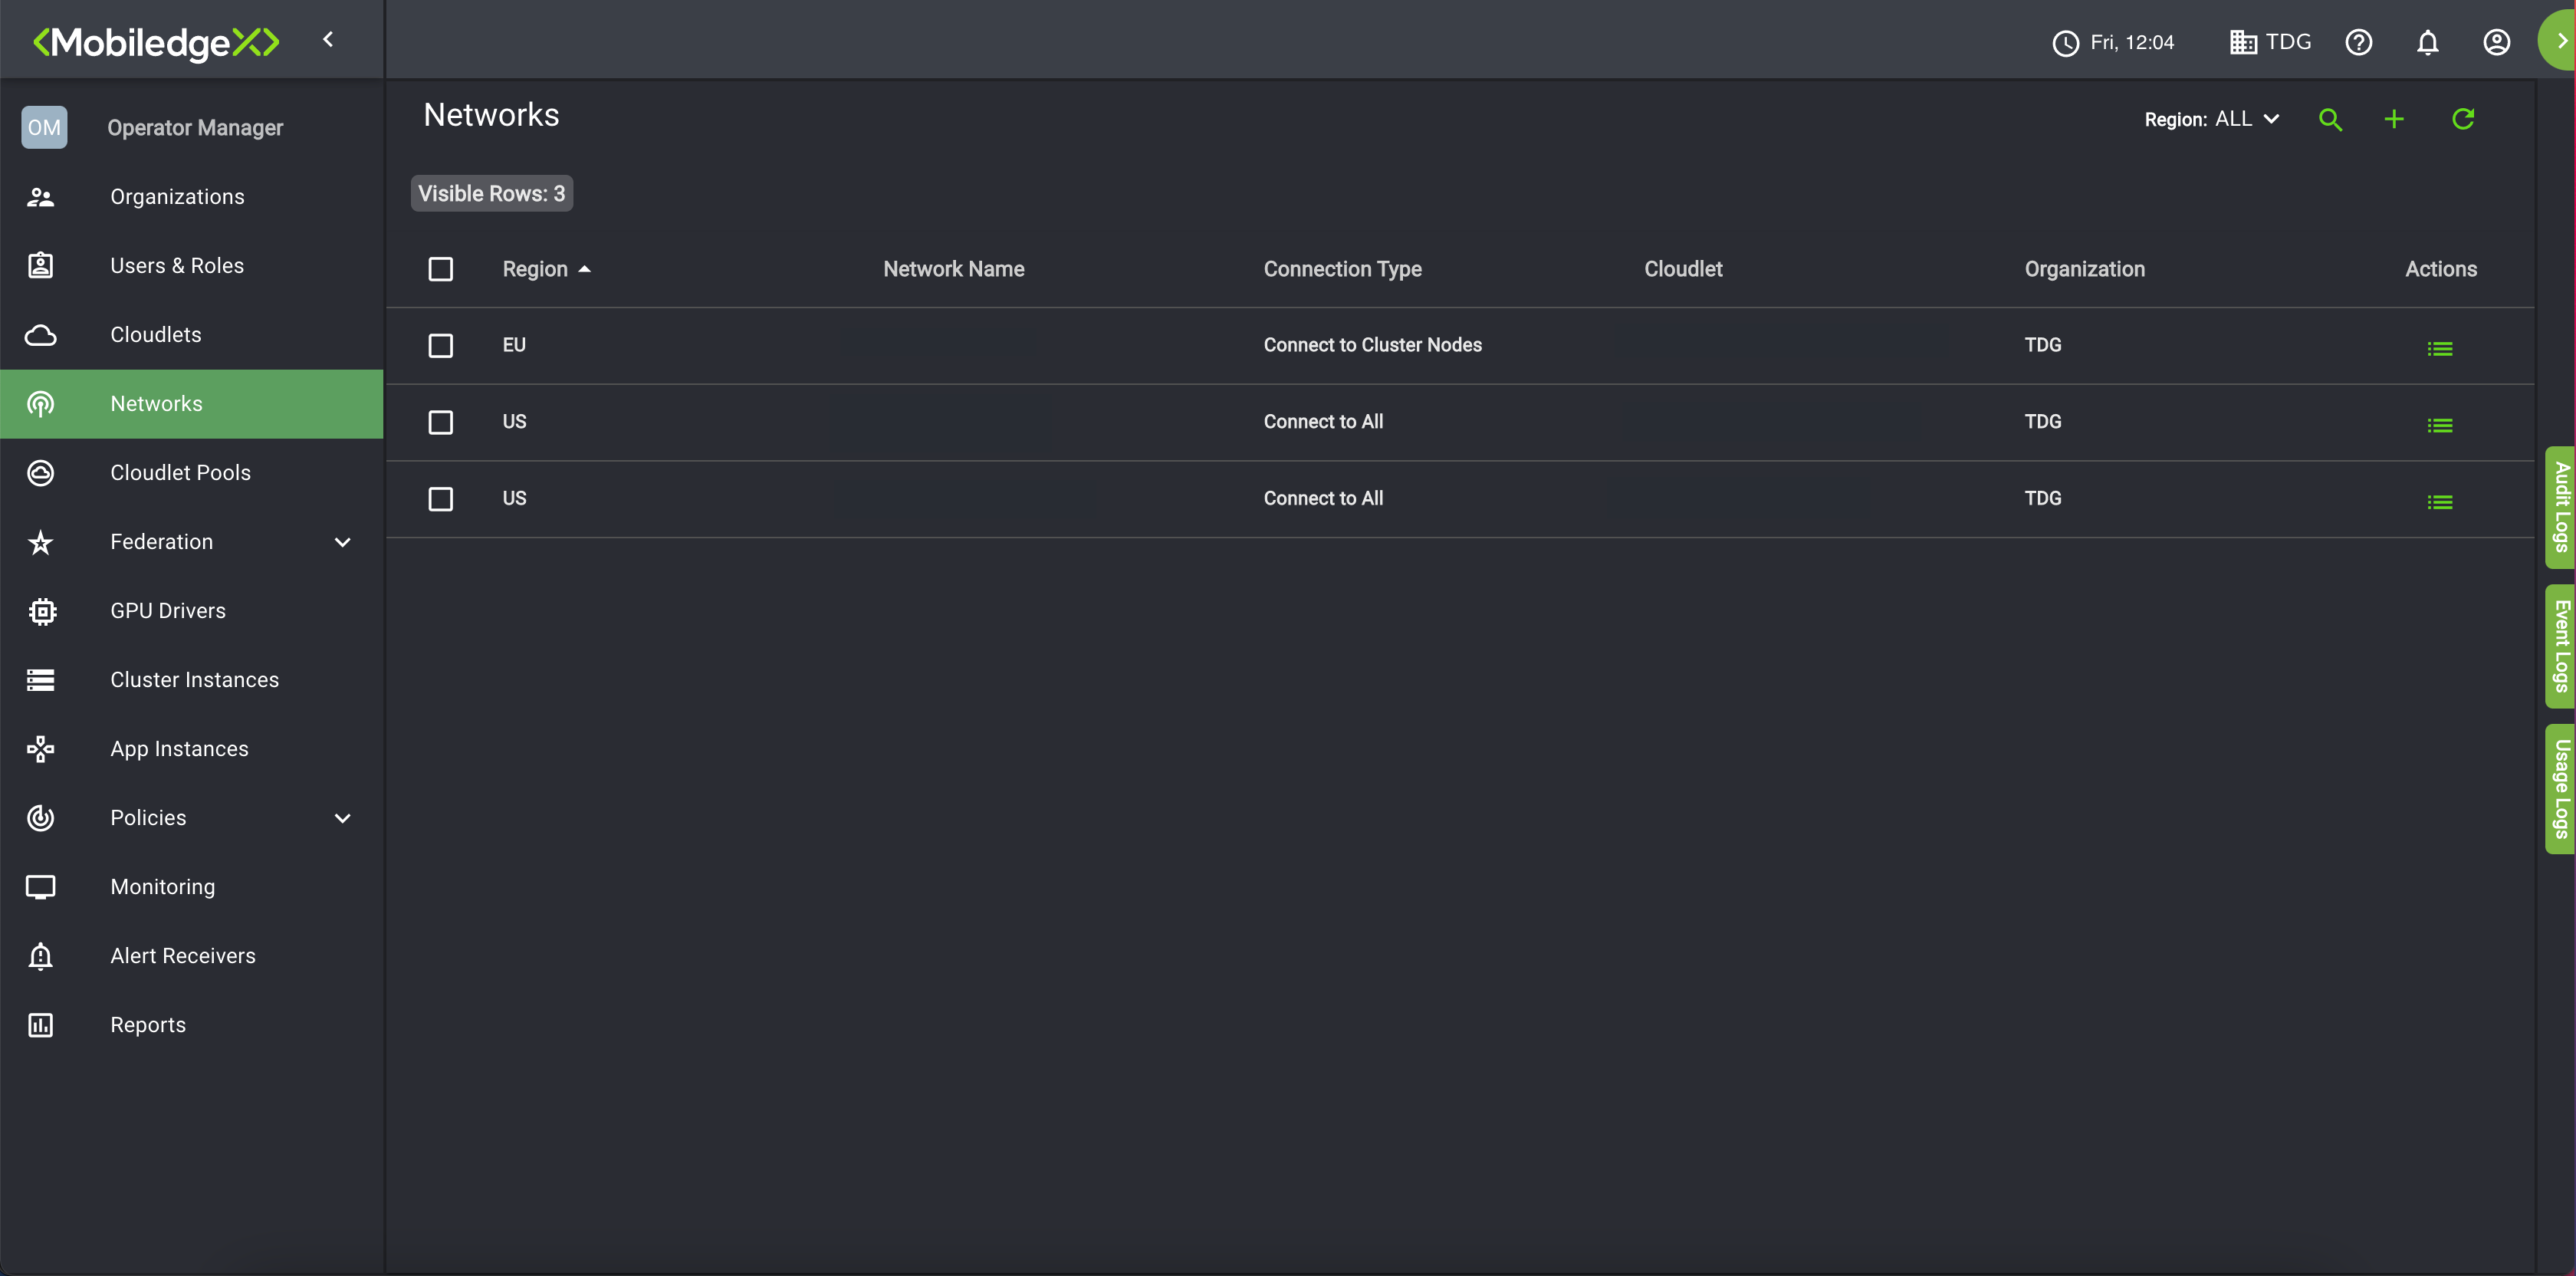 <MobiledgeX>
Fri, 12:04
TDG
OM
Operator Manager
Organizations
Users & Roles
Cloudlets
Networks
Cloudlet Pools
Federation
GPU Drivers
Cluster Instances
App Instances
Policies
Monitoring
Alert Receivers
Reports
Networks
Region: ALL
Visible Rows: 3
Region Network Name Connection Type Cloudlet Organization Actions
EU Connect to Cluster Nodes TDG
US Connect to All TDG
US Connect to All TDG
Audit Logs
Event Logs
Usage Logs